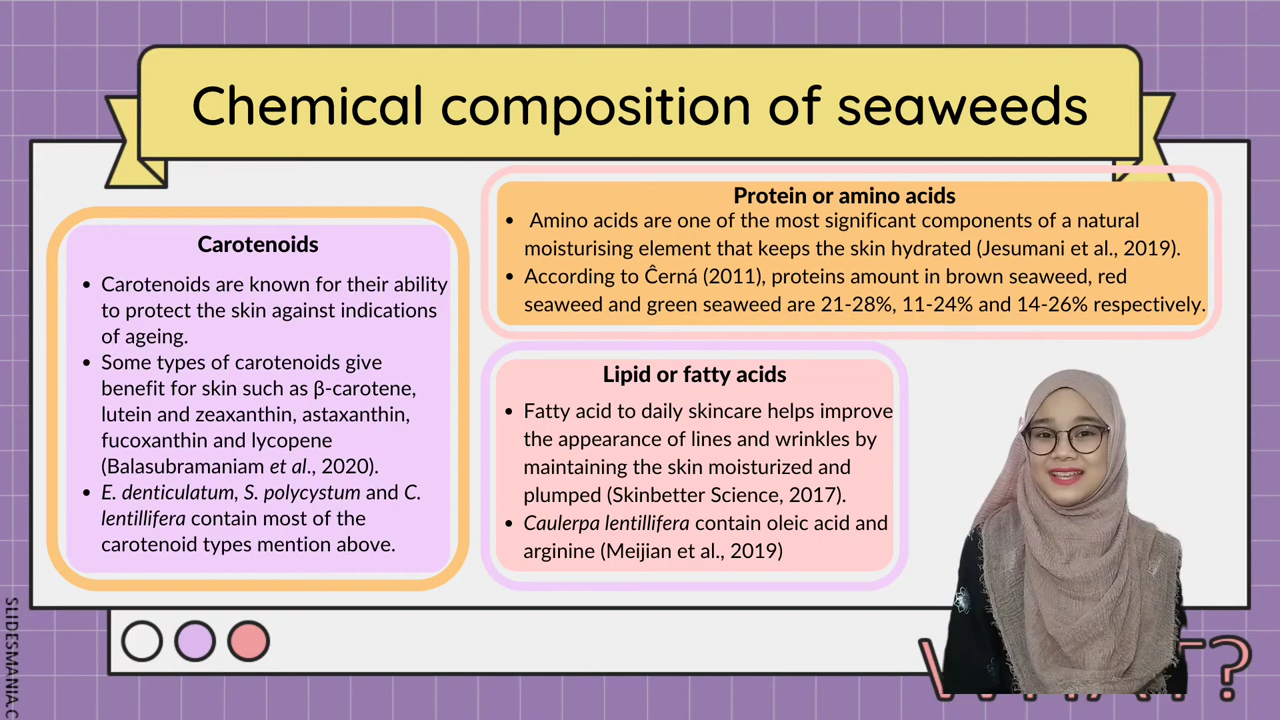 Chemical composition of seaweeds
Carotenoids
• Carotenoids are known for their ability
to protect the skin against indications
of ageing.
• Some types of carotenoids give
benefit for skin such as β-carotene,
lutein and zeaxanthin, astaxanthin,
fucoxanthin and lycopene
(Balasubramaniam et al., 2020).
• E. denticulatum, S. polycystum and C.
lentillifera contain most of the
carotenoid types mention above.
Protein or amino acids
• Amino acids are one of the most significant components of a natural
moisturising element that keeps the skin hydrated (Jesumani et al., 2019).
• According to Ĉerná (2011), proteins amount in brown seaweed, red
seaweed and green seaweed are 21-28%, 11-24% and 14-26% respectively.
Lipid or fatty acids
• Fatty acid to daily skincare helps improve
the appearance of lines and wrinkles by
maintaining the skin moisturized and
plumped (Skinbetter Science, 2017).
• Caulerpa lentillifera contain oleic acid and
arginine (Meijian et al., 2019)
SLIDESMANIA.C